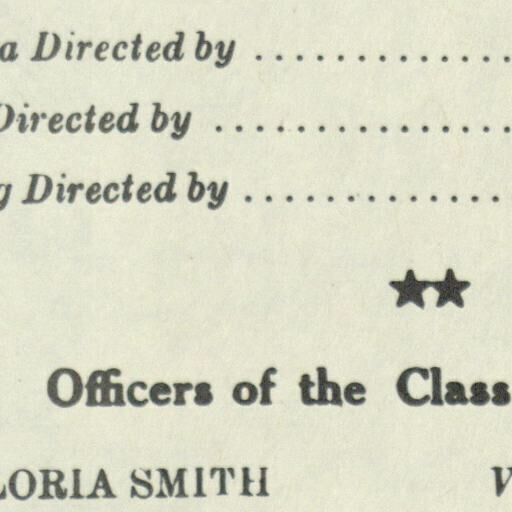 a Directed by ..............
Directed by ...............
g Directed by .............
★★
Officers of the Class
LORIA SMITH V